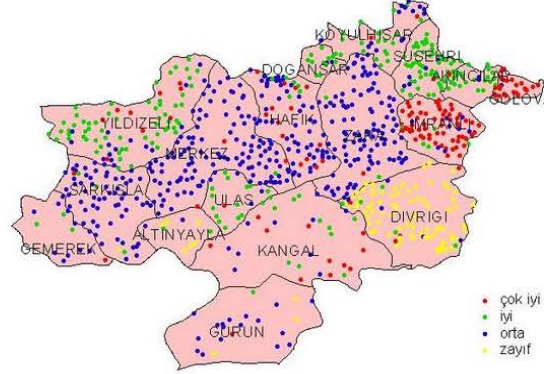 KOYULHISAR
SUSEHRI
DOGANSAR
AKINCILAR
GOLOVA
YILDIZELI
HAFIK
ZARA
IMRANLI
MERKEZ
SARKISLA
ULAS
DIVRIGI
ALTINYAYLA
GEMEREK
KANGAL
GURUN
çok iyi
iyi
orta
zayıf